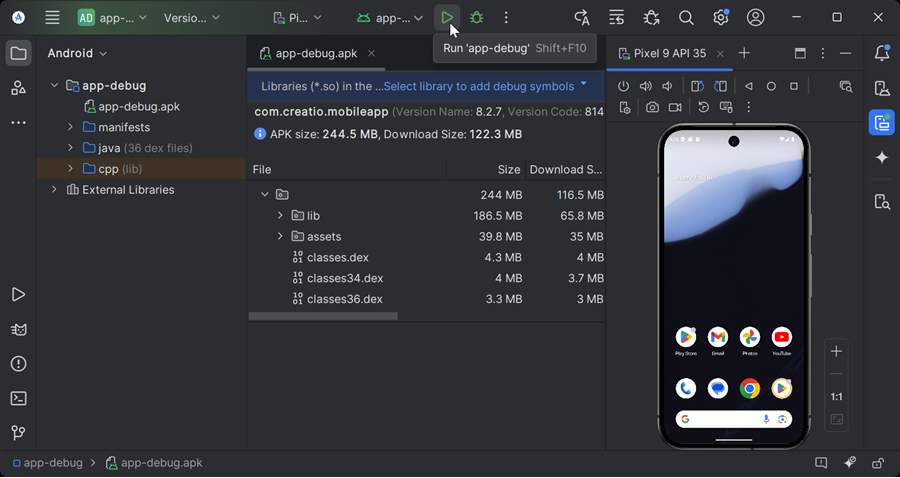 AD app-... Versio... Pi... app-...
Android
app-debug.apk
Run 'app-debug' Shift+F10
Pixel 9 API 35
app-debug
app-debug.apk
manifests
java (36 dex files)
cpp (lib)
External Libraries
Libraries (*.so) in the ...Select library to add debug symbols
com.creatio.mobileapp (Version Name: 8.2.7, Version Code: 814
APK size: 244.5 MB, Download Size: 122.3 MB
File Size Download S...
244 MB 116.5 MB
lib 186.5 MB 65.8 MB
assets 39.8 MB 35 MB
classes.dex 4.3 MB 4 MB
classes34.dex 4 MB 3.7 MB
classes36.dex 3.3 MB 3 MB
Play Store Gmail Photos YouTube
1:1
app-debug > app-debug.apk